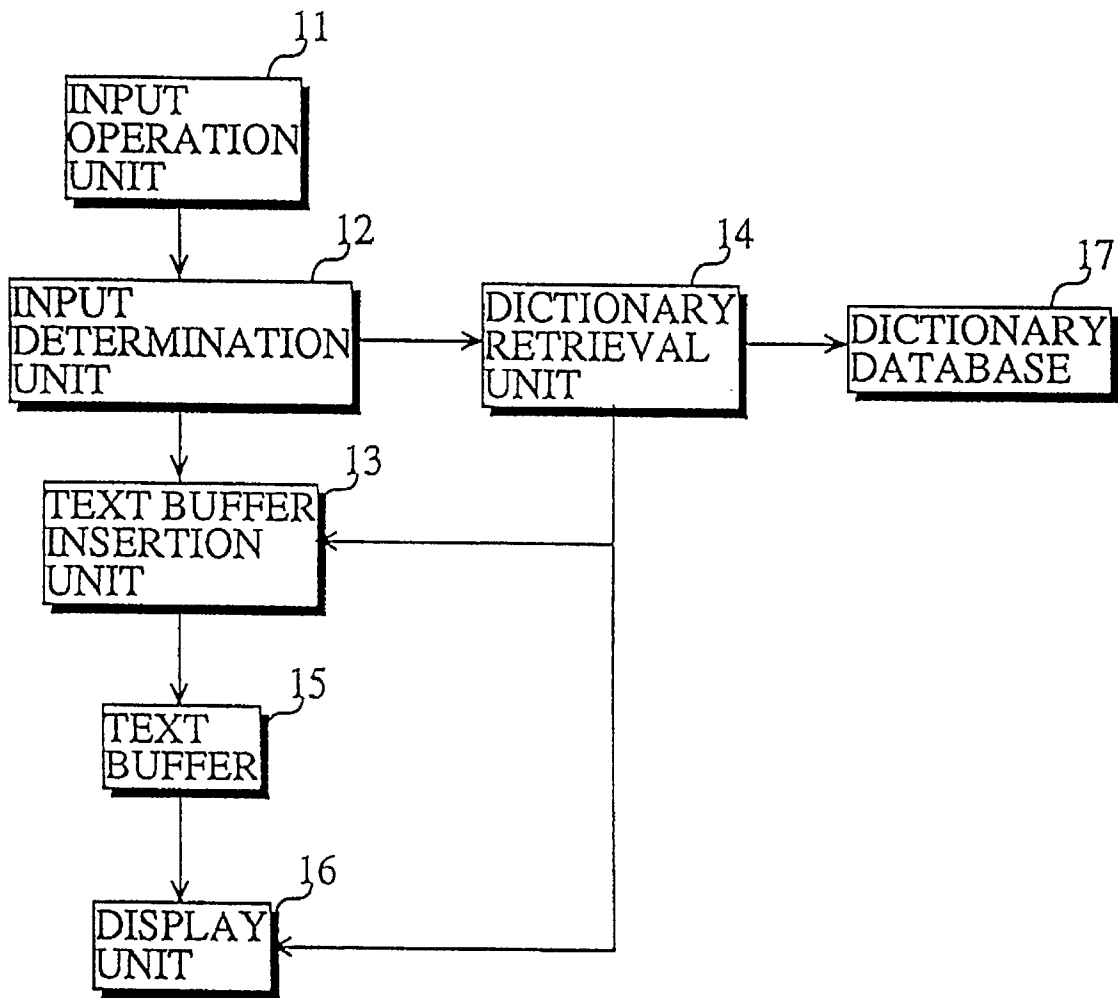 11
INPUT
OPERATION
UNIT
12
INPUT
DETERMINATION
UNIT
14
DICTIONARY
RETRIEVAL
UNIT
17
DICTIONARY
DATABASE
13
TEXT BUFFER
INSERTION
UNIT
15
TEXT
BUFFER
16
DISPLAY
UNIT